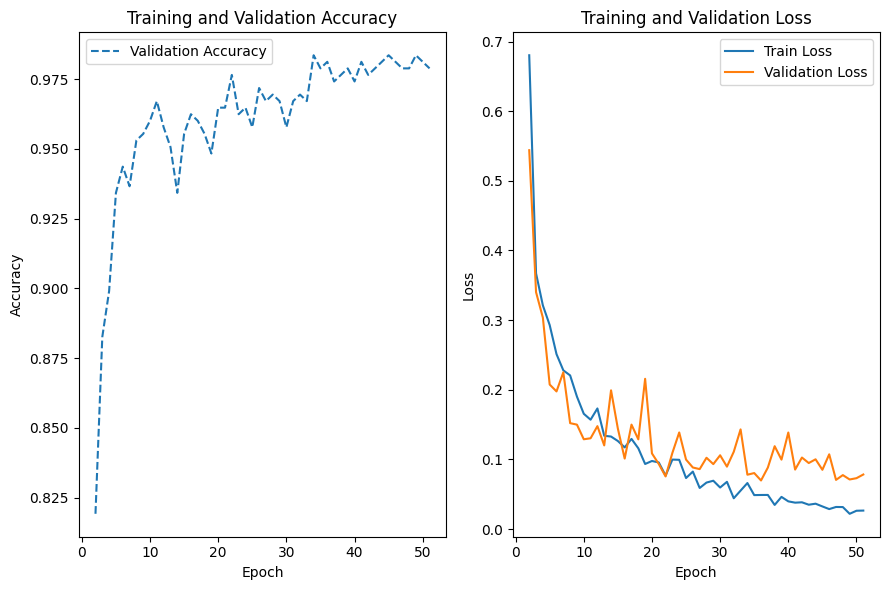 Training and Validation Accuracy
Validation Accuracy
0.975
0.950
0.925
0.900
0.875
0.850
0.825
Accuracy
0 10 20 30 40 50
Epoch
Training and Validation Loss
Train Loss
Validation Loss
0.7
0.6
0.5
0.4
0.3
0.2
0.1
0.0
Loss
0 10 20 30 40 50
Epoch